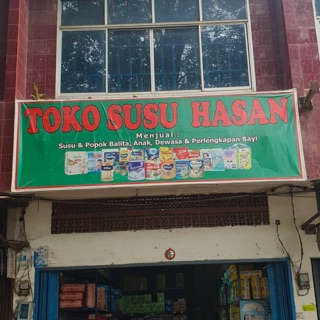 TOKO SUSU HASAN
Menjual :
Susu & Popok Balita, Anak, Dewasa & Perlengkapan Bayi